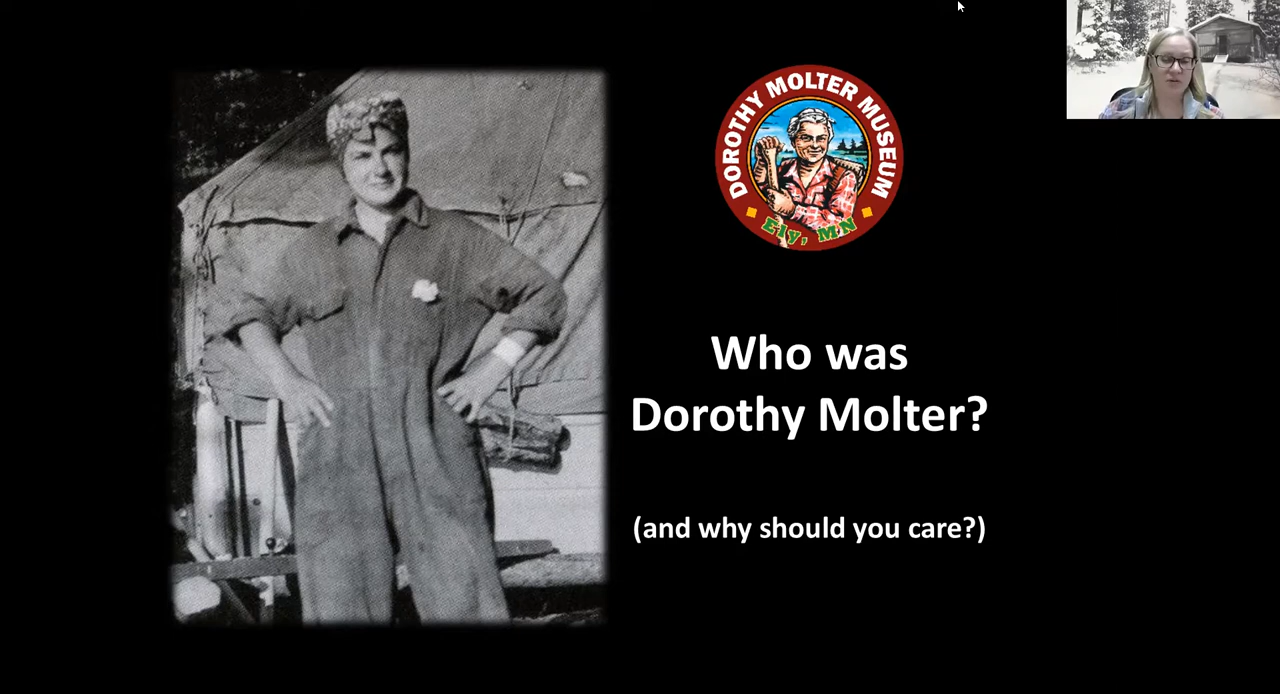 DOROTHY MOLTER MUSEUM
Ely, MN
Who was
Dorothy Molter?
(and why should you care?)